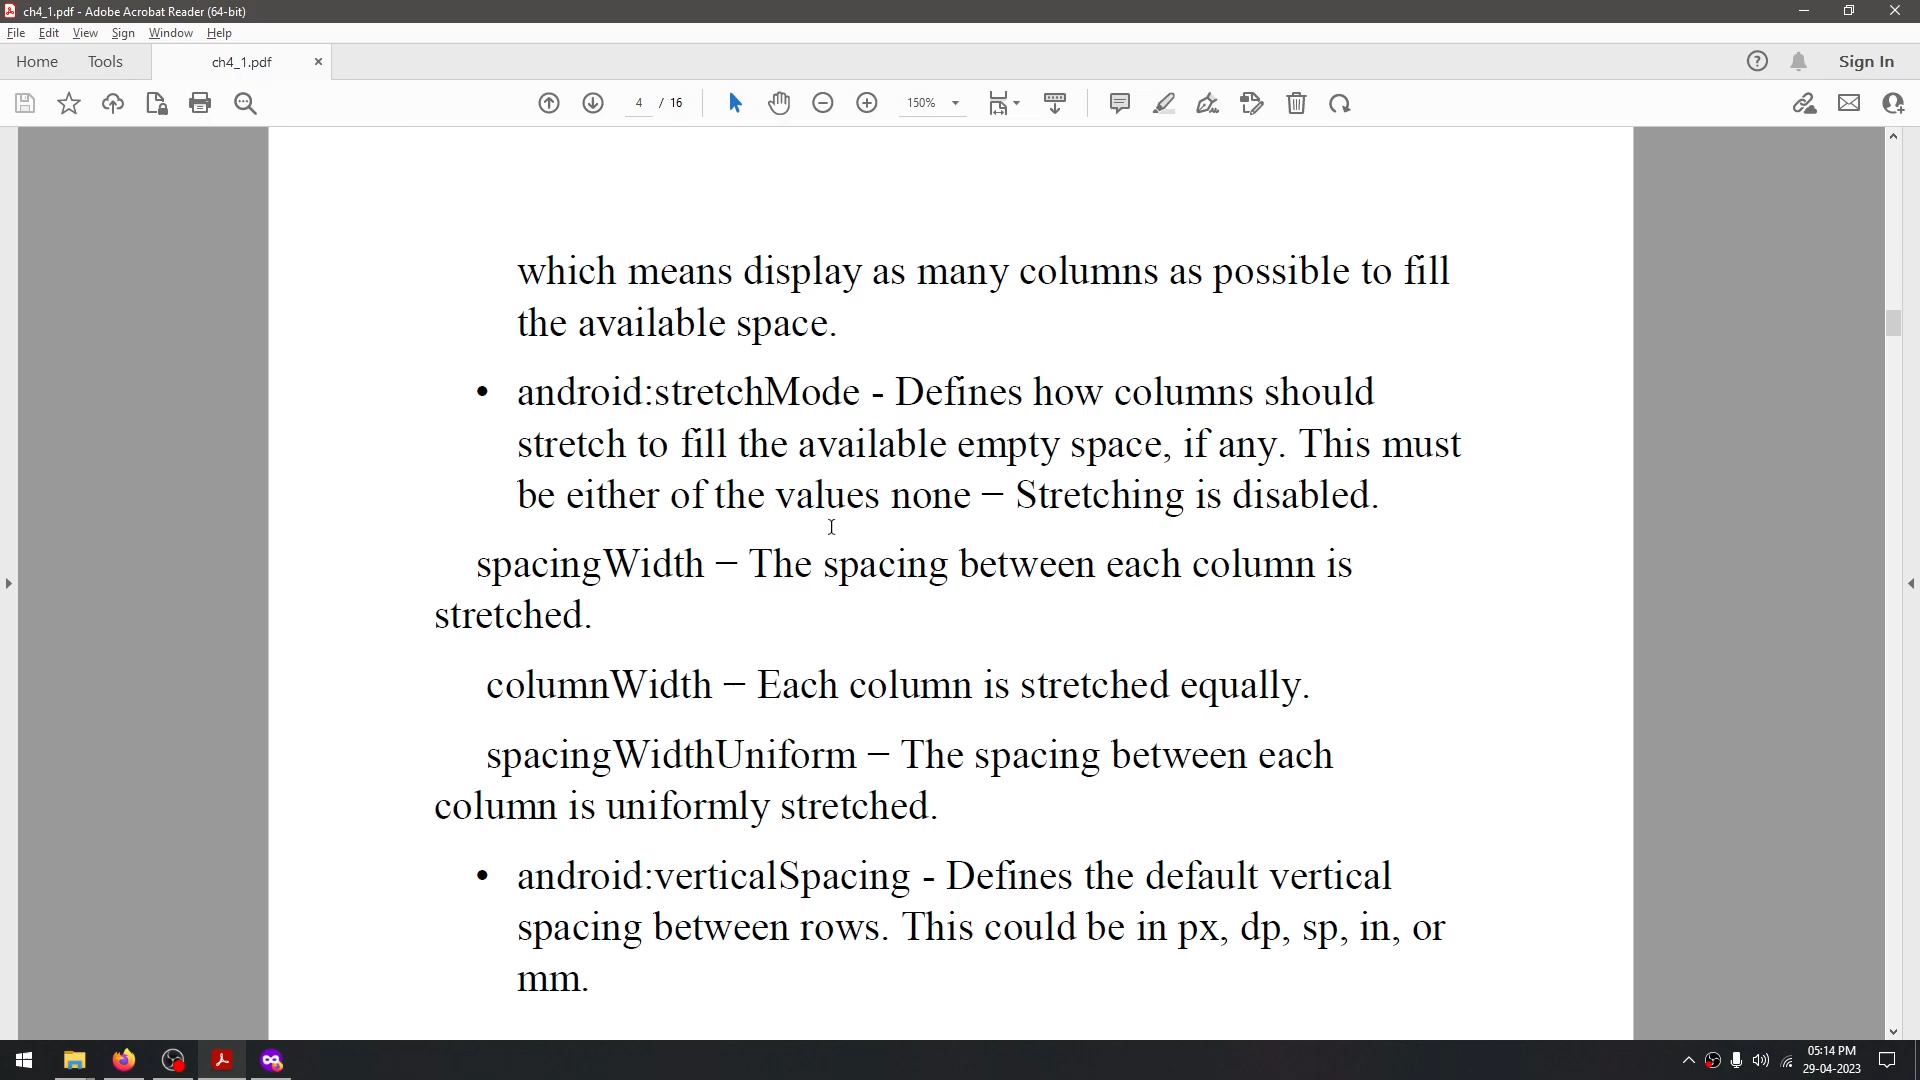 ch4_1.pdf - Adobe Acrobat Reader (64-bit)
File Edit View Sign Window Help
Home Tools ch4_1.pdf × Sign In
4 / 16 150%
which means display as many columns as possible to fill
the available space.
• android:stretchMode - Defines how columns should
stretch to fill the available empty space, if any. This must
be either of the values none − Stretching is disabled.
spacingWidth − The spacing between each column is
stretched.
columnWidth − Each column is stretched equally.
spacingWidthUniform − The spacing between each
column is uniformly stretched.
• android:verticalSpacing - Defines the default vertical
spacing between rows. This could be in px, dp, sp, in, or
mm.
05:14 PM
29-04-2023